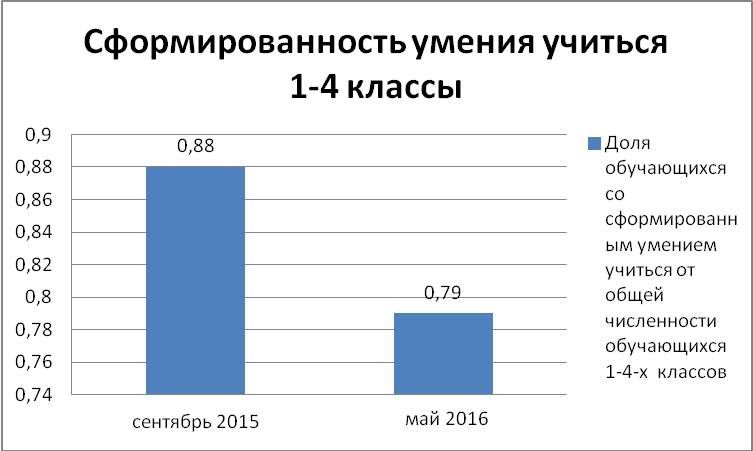 Сформированность умения учиться
1-4 классы
0,9
0,88
0,86
0,84
0,82
0,8
0,78
0,76
0,74
0,88
0,79
сентябрь 2015
май 2016
Доля
обучающихся
со
сформированн
ым умением
учиться от
общей
численности
обучающихся
1-4-х классов